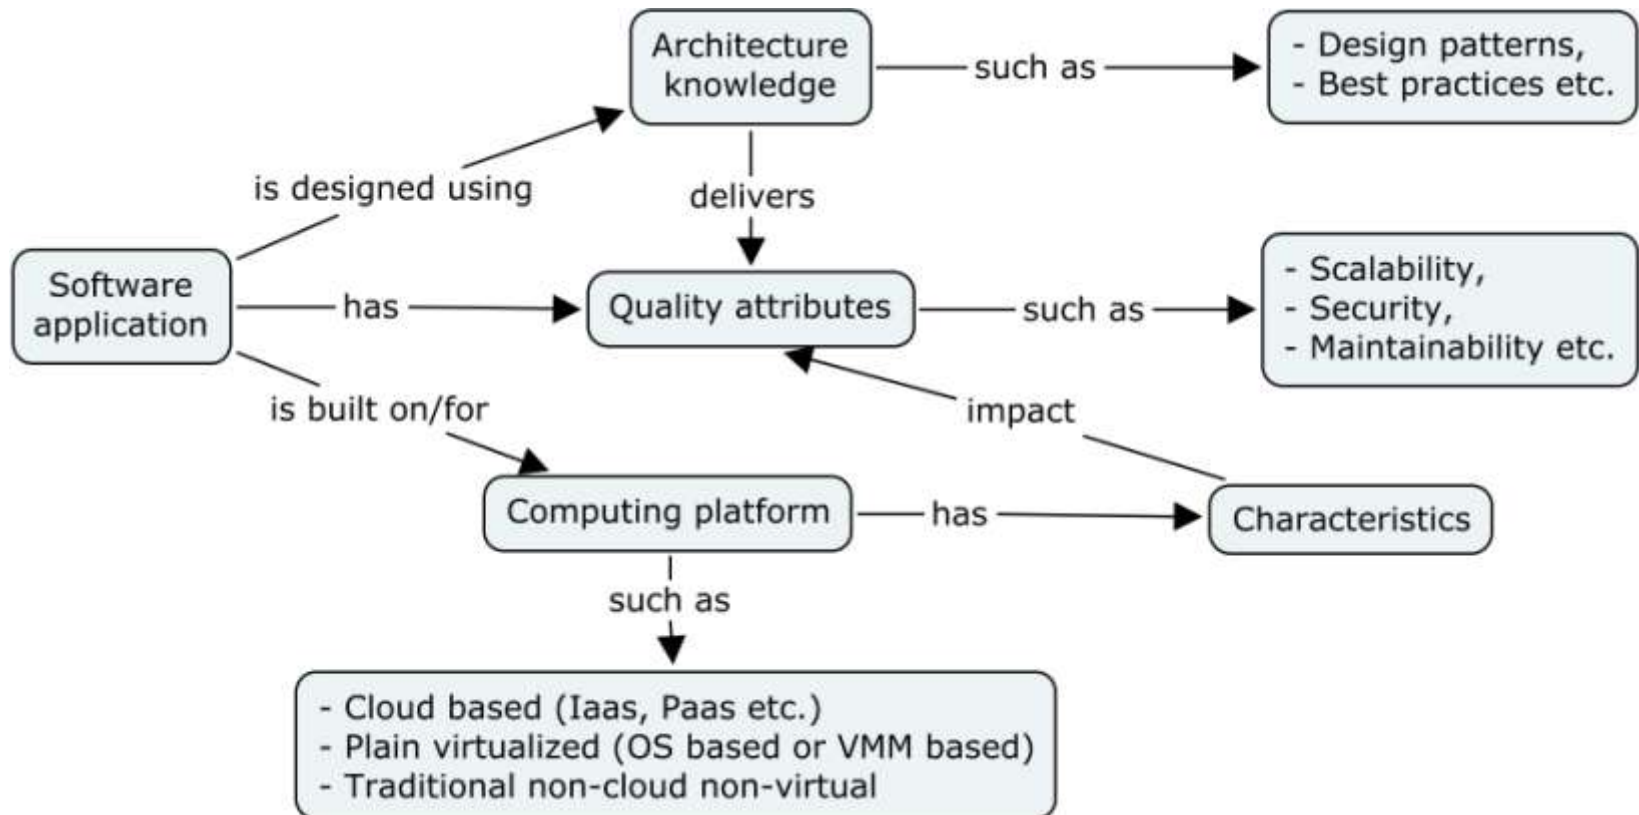 Architecture
knowledge
such as
- Design patterns,
- Best practices etc.
is designed using
delivers
Software
application
has
Quality attributes
such as
- Scalability,
- Security,
- Maintainability etc.
is built on/for
impact
Computing platform
has
Characteristics
such as
- Cloud based (Iaas, Paas etc.)
- Plain virtualized (OS based or VMM based)
- Traditional non-cloud non-virtual